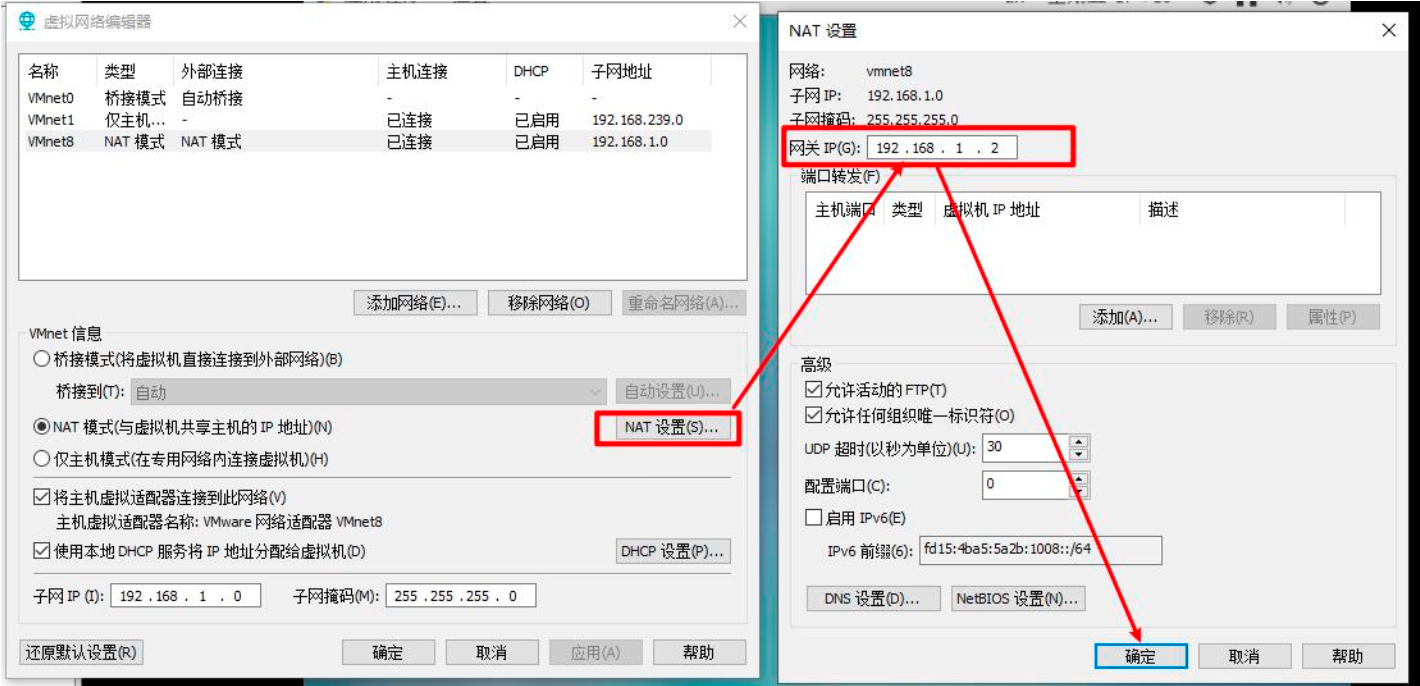 虚拟网络编辑器
名称 类型 外部连接 主机连接 DHCP 子网地址
VMnet0 桥接模式 自动桥接 - - -
VMnet1 仅主机... - 已连接 已启用 192.168.239.0
VMnet8 NAT 模式 NAT 模式 已连接 已启用 192.168.1.0
添加网络(E)... 移除网络(O) 重命名网络(A)...
VMnet 信息
桥接模式(将虚拟机直接连接到外部网络)(B)
桥接到(T): 自动 自动设置(U)...
NAT 模式(与虚拟机共享主机的 IP 地址)(N) NAT 设置(S)...
仅主机模式(在专用网络内连接虚拟机)(H)
将主机虚拟适配器连接到此网络(V)
主机虚拟适配器名称: VMware 网络适配器 VMnet8
使用本地 DHCP 服务将 IP 地址分配给虚拟机(D) DHCP 设置(P)...
子网 IP (I): 192 . 168 . 1 . 0 子网掩码(M): 255 . 255 . 255 . 0
还原默认设置(R) 确定 取消 应用(A) 帮助
NAT 设置
网络: vmnet8
子网 IP: 192.168.1.0
子网掩码: 255.255.255.0
网关 IP(G): 192 . 168 . 1 . 2
端口转发(F)
主机端口 类型 虚拟机 IP 地址 描述
添加(A)... 移除(R) 属性(P)
高级
允许活动的 FTP(T)
允许任何组织唯一标识符(O)
UDP 超时(以秒为单位)(U): 30
配置端口(C): 0
启用 IPv6(E)
IPv6 前缀(6): fd15:4ba5:5a2b:1008::/64
DNS 设置(D)... NetBIOS 设置(N)...
确定 取消 帮助